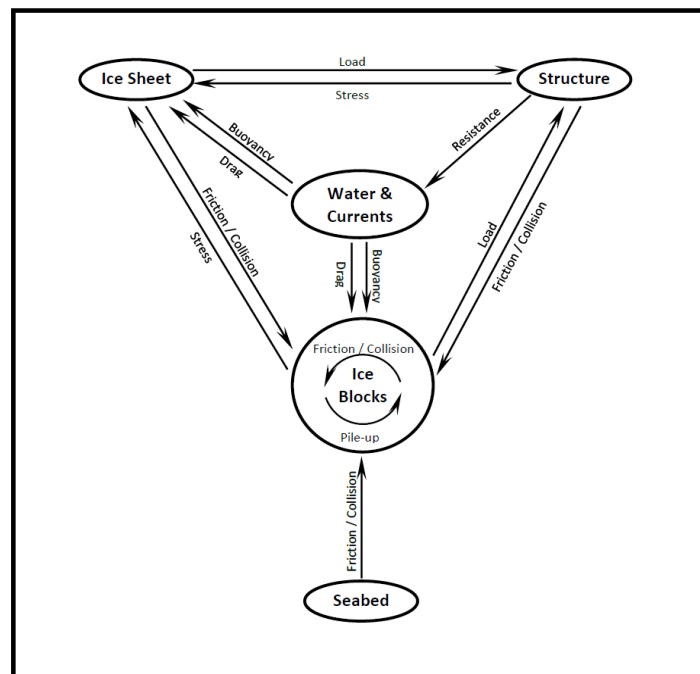 Load
Ice Sheet
Structure
Stress
Buoyancy
Drag
Resistance
Water &
Currents
Friction / Collision
Stress
Load
Friction / Collision
Drag
Buoyancy
Friction / Collision
Ice
Blocks
Pile-up
Friction / Collision
Seabed